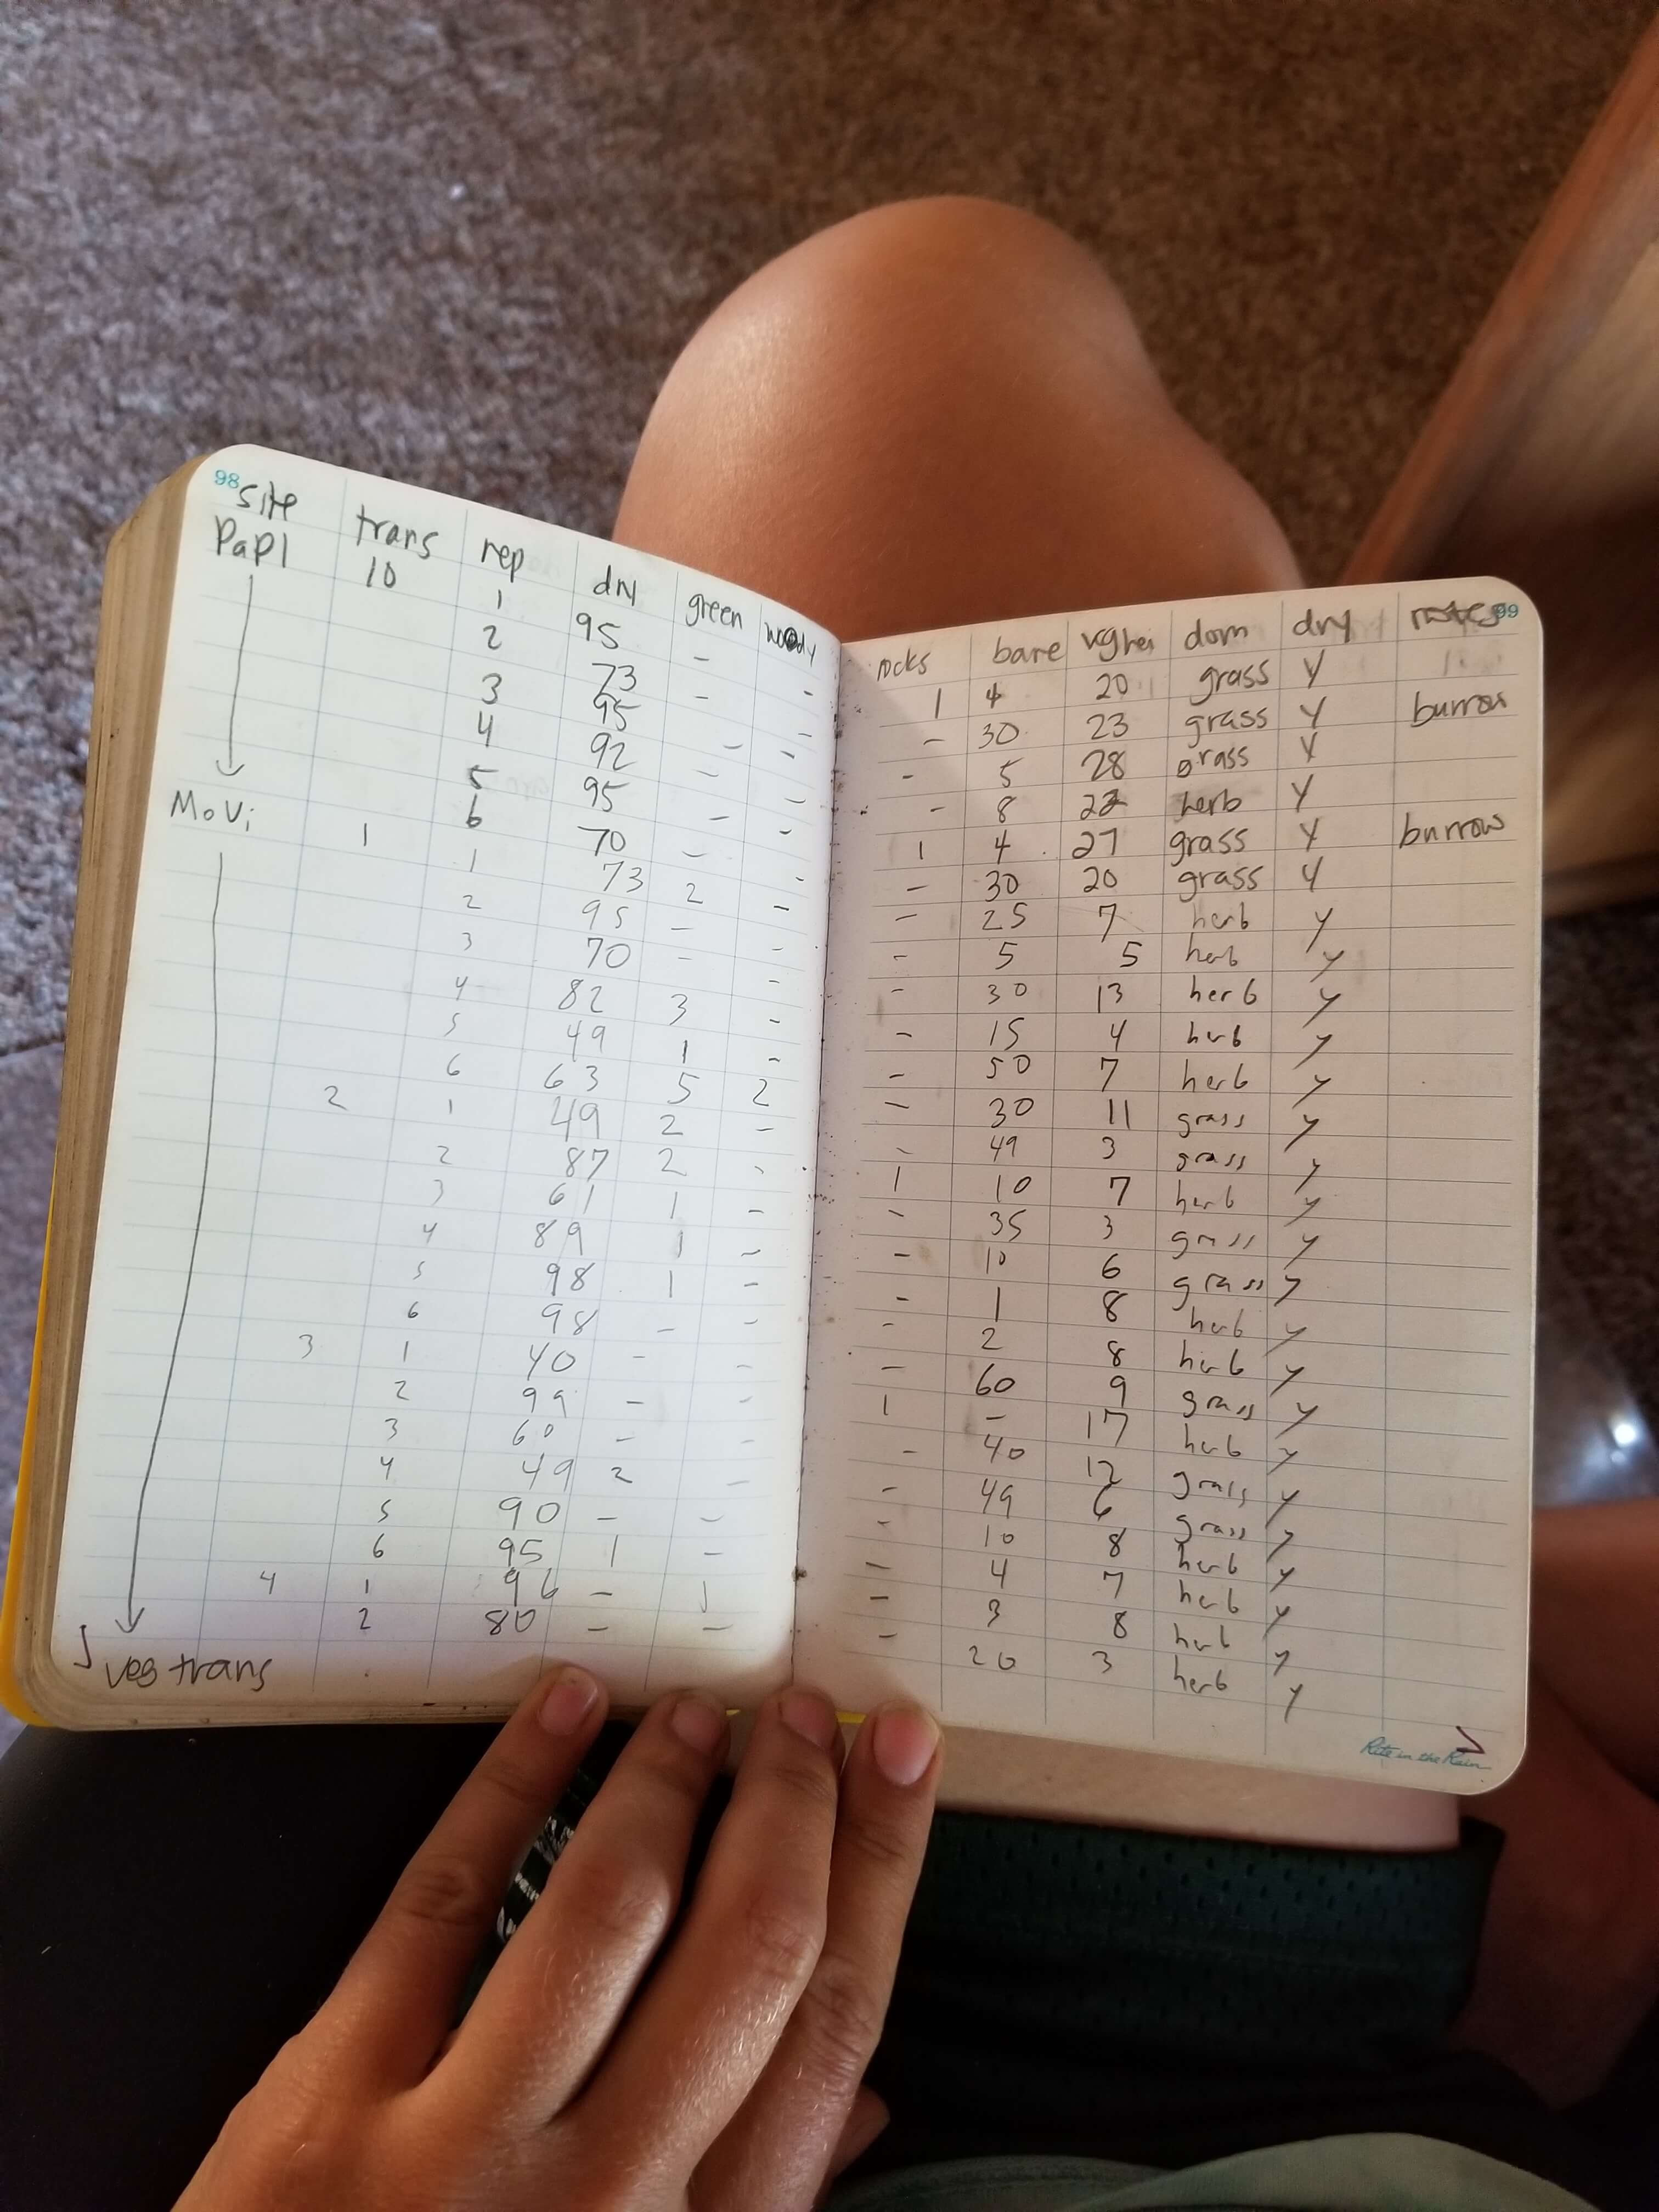 98
site trans rep dry green woody
PaPl 10 1 95 - -
2 73 - -
3 95 - -
4 92 - -
5 95 - -
6 70 - -
MoVi 1 1 73 2 -
2 95 - -
3 70 - -
4 82 3 -
5 49 1 -
6 63 5 2
2 1 49 2 -
2 87 2 -
3 61 1 -
4 89 1 -
5 98 1 -
6 98 - -
3 1 40 - -
2 99 - -
3 60 - -
4 49 2 -
5 90 - -
6 95 1 -
4 1 96 - 1
2 80 - -
veg trans
99
rocks bare vghei dom dry notes
1 4 20 grass y
- 30 23 grass y burrow
- 5 28 grass y
- 8 22 herb y
1 4 27 grass y burrow
- 30 20 grass y
- 25 7 herb y
- 5 5 herb y
- 30 13 herb y
- 15 4 herb y
- 50 7 herb y
- 30 11 grass y
- 49 3 grass y
1 10 7 herb y
- 35 3 grass y
- 10 6 grass y
- 1 8 herb y
- 2 8 herb y
- 60 9 grass y
1 - 17 herb y
- 40 12 grass y
- 49 6 grass y
- 10 8 herb y
- 4 7 herb y
- 3 8 herb y
- 20 3 herb y
Rite in the Rain